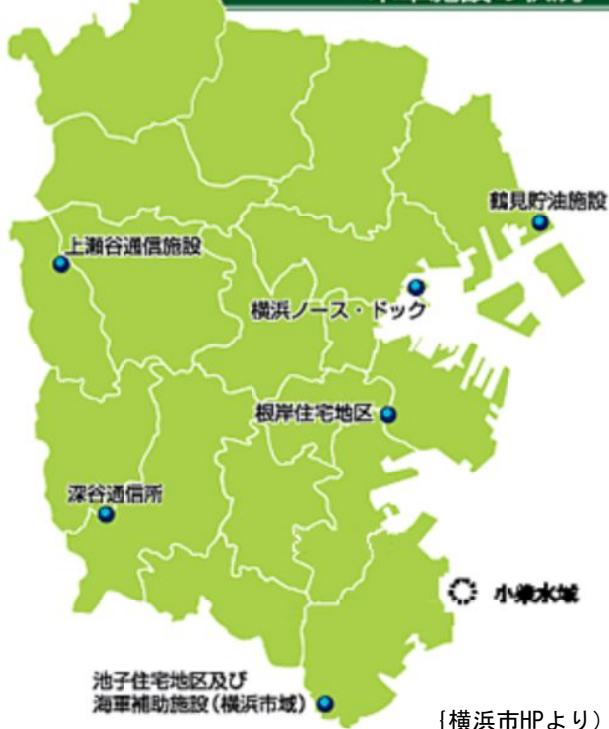 鶴見貯油施設
上瀬谷通信施設
横浜ノース・ドック
根岸住宅地区
深谷通信所
小柴水域
池子住宅地区及び
海軍補助施設(横浜市域)
{横浜市HPより)